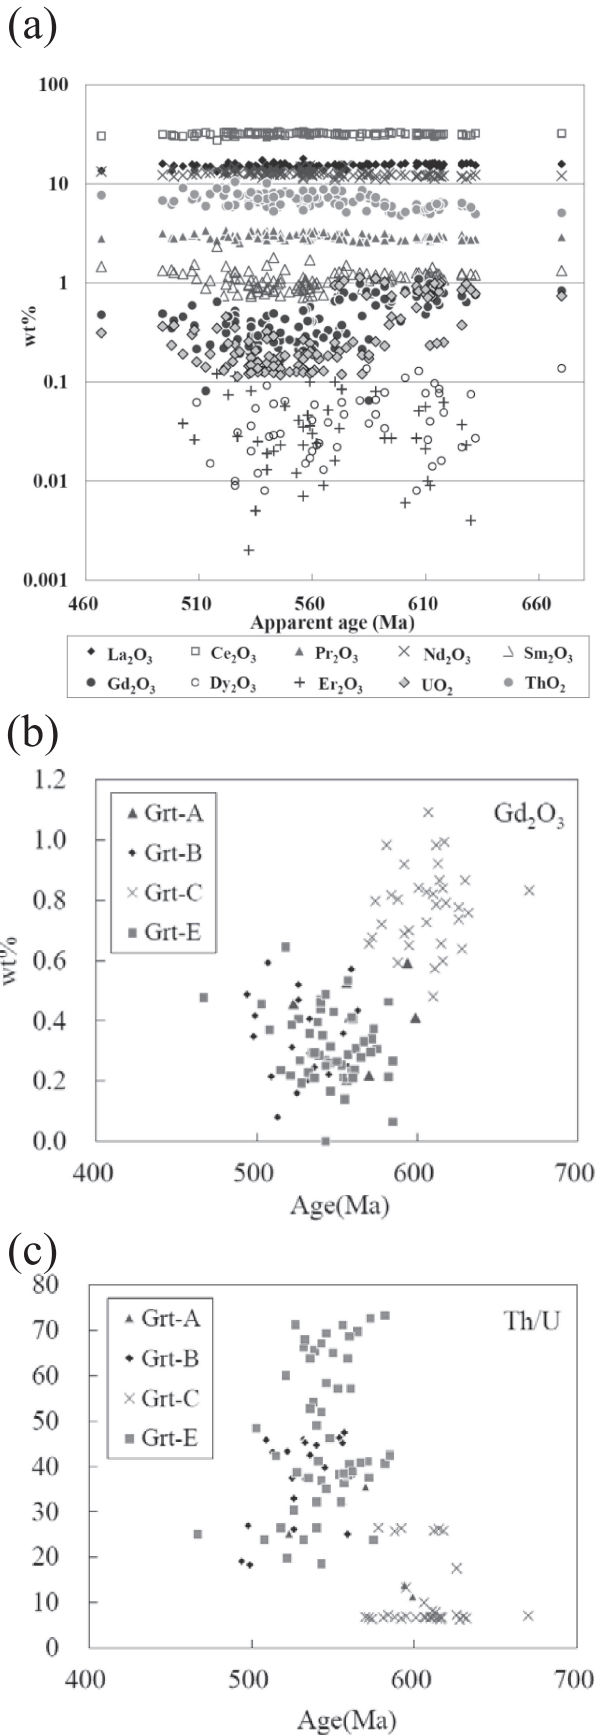 (a)
100
10
1
0.1
0.01
0.001
wt%
460 510 560 610 660
Apparent age (Ma)
La₂O₃ Ce₂O₃ Pr₂O₃ Nd₂O₃ Sm₂O₃
Gd₂O₃ Dy₂O₃ Er₂O₃ UO₂ ThO₂
(b)
1.2
1.0
0.8
0.6
0.4
0.2
0.0
wt%
Grt-A
Grt-B
Grt-C
Grt-E
Gd₂O₃
400 500 600 700
Age(Ma)
(c)
80
70
60
50
40
30
20
10
0
Grt-A
Grt-B
Grt-C
Grt-E
Th/U
400 500 600 700
Age(Ma)